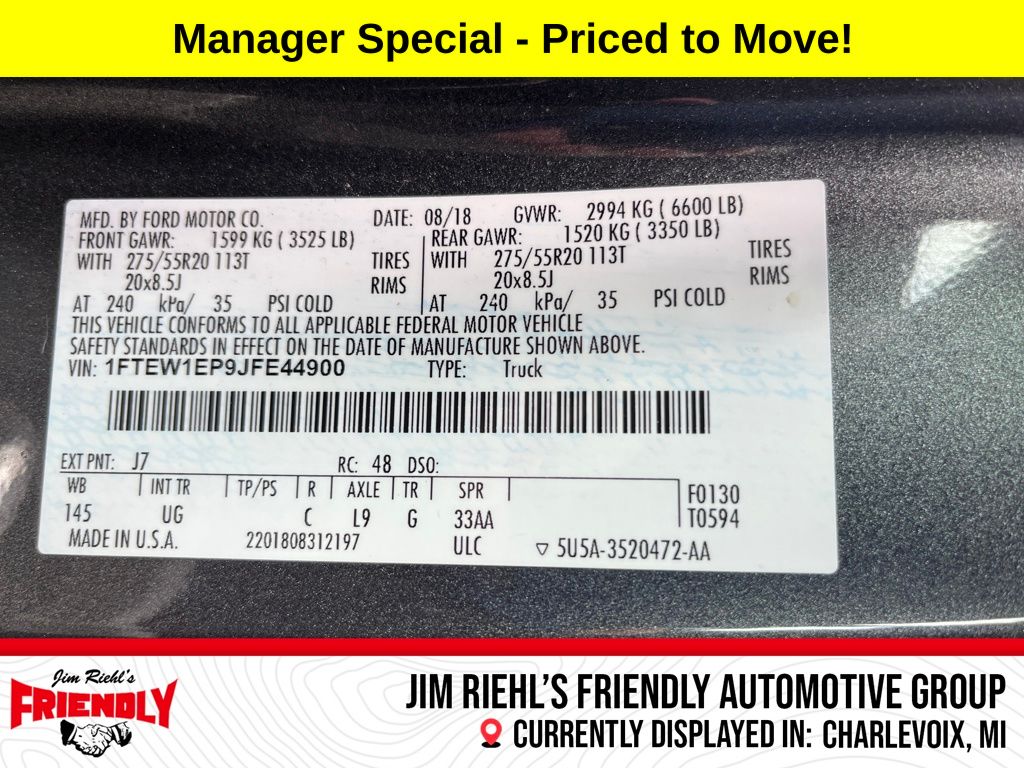 Manager Special - Priced to Move!
MFD. BY FORD MOTOR CO. DATE: 08/18 GVWR: 2994 KG ( 6600 LB)
FRONT GAWR: 1599 KG ( 3525 LB) REAR GAWR: 1520 KG ( 3350 LB)
WITH 275/55R20 113T TIRES WITH 275/55R20 113T TIRES
20x8.5J RIMS 20x8.5J RIMS
AT 240 kPa/ 35 PSI COLD AT 240 kPa/ 35 PSI COLD
THIS VEHICLE CONFORMS TO ALL APPLICABLE FEDERAL MOTOR VEHICLE
SAFETY STANDARDS IN EFFECT ON THE DATE OF MANUFACTURE SHOWN ABOVE.
VIN: 1FTEW1EP9JFE44900 TYPE: Truck
EXT PNT: J7 RC: 48 DSO:
WB INT TR TP/PS R AXLE TR SPR F0130
145 UG C L9 G 33AA T0594
MADE IN U.S.A. 2201808312197 ULC ▽ 5U5A-3520472-AA
Jim Riehl's
FRIENDLY
JIM RIEHL'S FRIENDLY AUTOMOTIVE GROUP
CURRENTLY DISPLAYED IN: CHARLEVOIX, MI